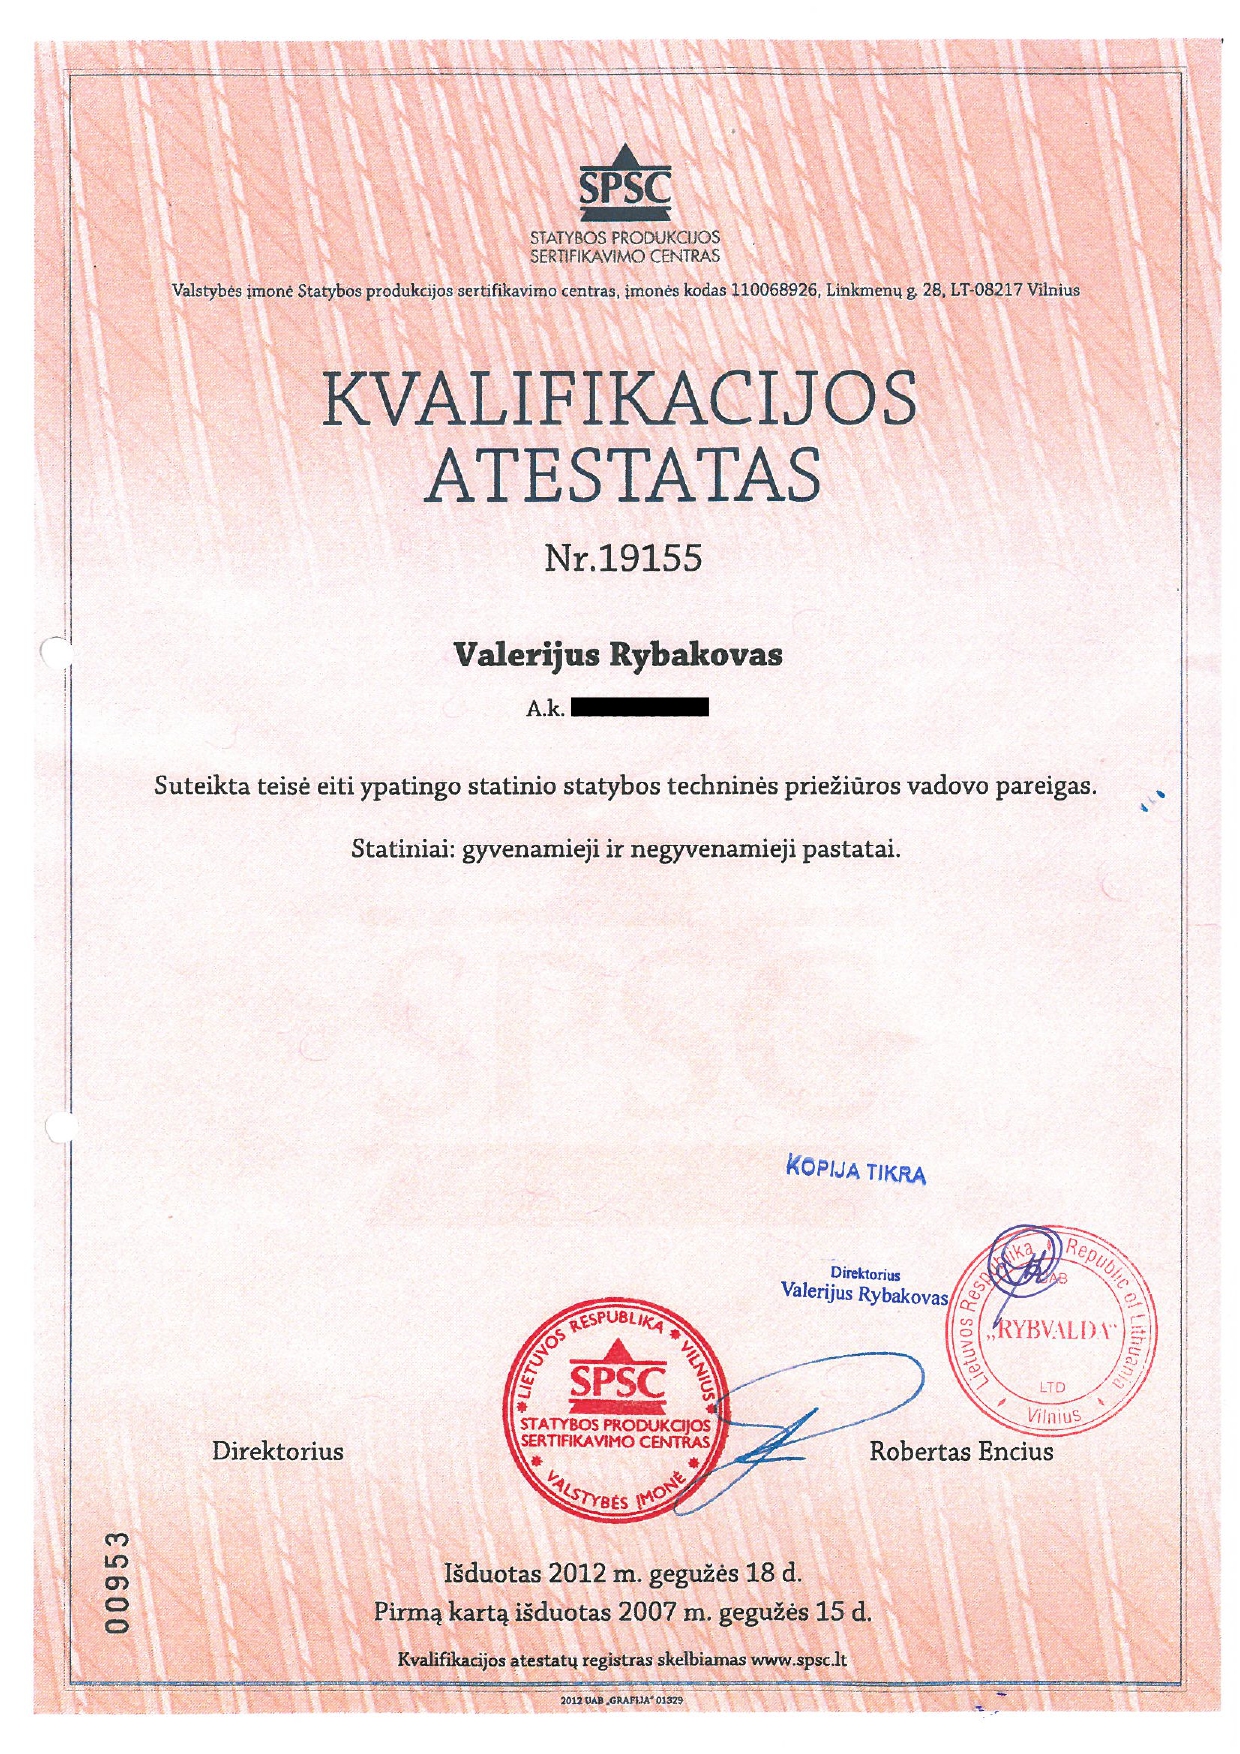 SPSC
STATYBOS PRODUKCIJOS
SERTIFIKAVIMO CENTRAS
Valstybės įmonė Statybos produkcijos sertifikavimo centras, įmonės kodas 110068926, Linkmenų g. 28, LT-08217 Vilnius
KVALIFIKACIJOS
ATESTATAS
Nr.19155
Valerijus Rybakovas
A.k.
Suteikta teisė eiti ypatingo statinio statybos techninės priežiūros vadovo pareigas.
Statiniai: gyvenamieji ir negyvenamieji pastatai.
SPSC
KOPIJA TIKRA
Direktorius
Valerijus Rybakovas
Lietuvos Respublika Republic of Lithuania
UAB
„RYBVALDA“
LTD
Vilnius
LIETUVOS RESPUBLIKA VILNIUS
SPSC
STATYBOS PRODUKCIJOS
SERTIFIKAVIMO CENTRAS
VALSTYBĖS ĮMONĖ
Direktorius
Robertas Encius
00953
Išduotas 2012 m. gegužės 18 d.
Pirmą kartą išduotas 2007 m. gegužės 15 d.
Kvalifikacijos atestatų registras skelbiamas www.spsc.lt
2012 UAB „GRAFIJA“ 01329